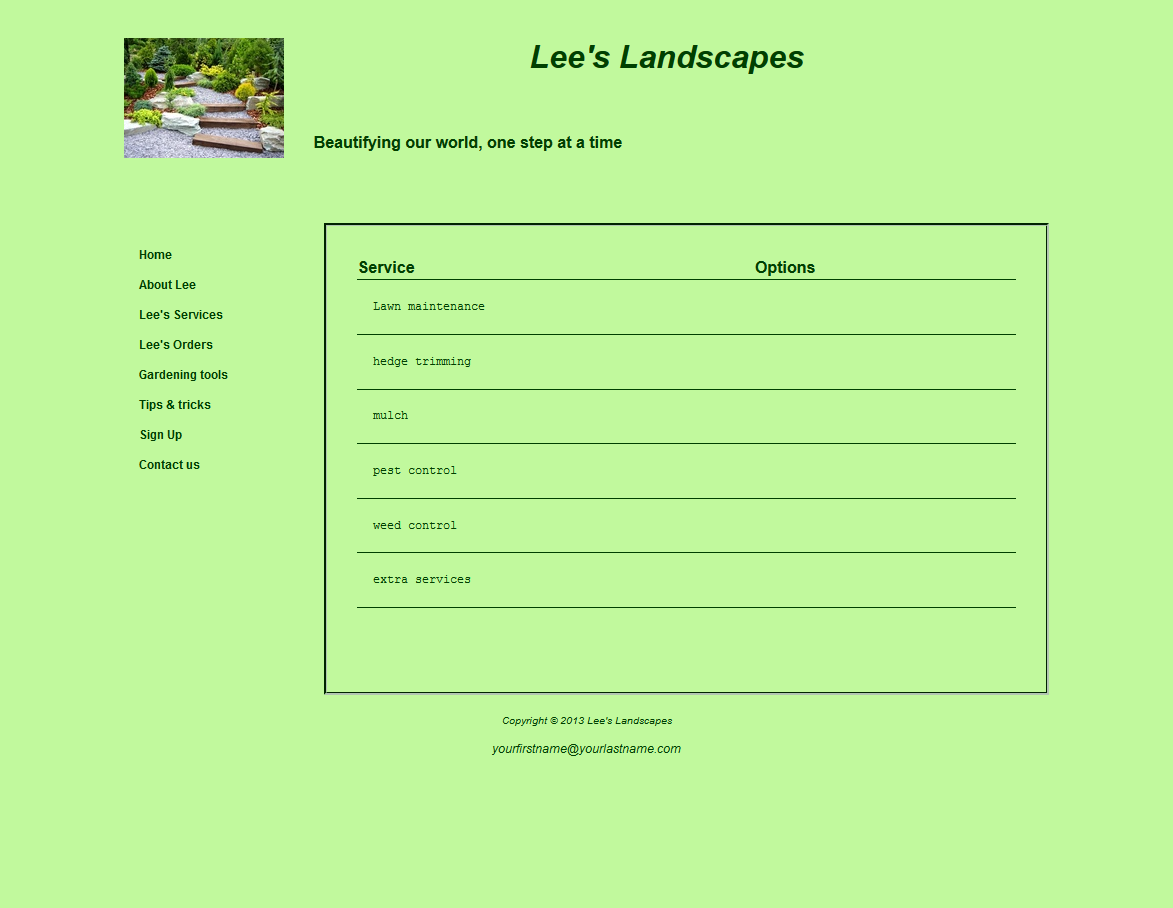 Lee's Landscapes
Beautifying our world, one step at a time
Home
About Lee
Lee's Services
Lee's Orders
Gardening tools
Tips & tricks
Sign Up
Contact us
Service Options
Lawn maintenance
hedge trimming
mulch
pest control
weed control
extra services
Copyright © 2013 Lee's Landscapes
yourfirstname@yourlastname.com